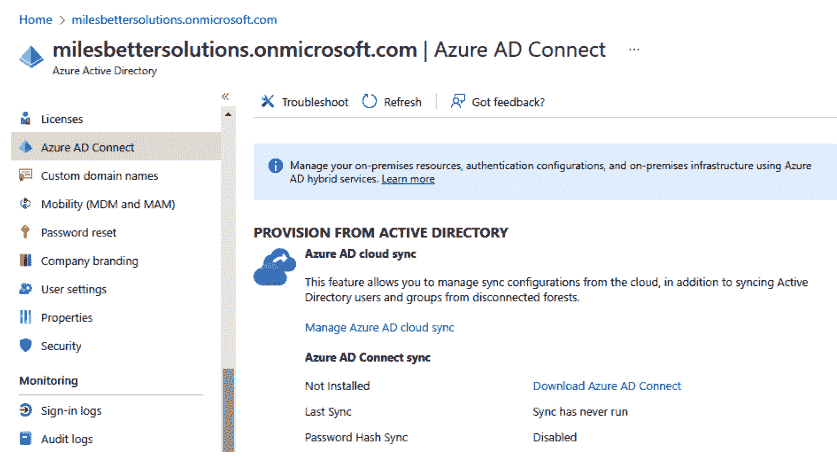 Home > milesbettersolutions.onmicrosoft.com
milesbettersolutions.onmicrosoft.com | Azure AD Connect ...
Azure Active Directory
«
Licenses
Azure AD Connect
Custom domain names
Mobility (MDM and MAM)
Password reset
Company branding
User settings
Properties
Security
Monitoring
Sign-in logs
Audit logs
Troubleshoot Refresh Got feedback?
Manage your on-premises resources, authentication configurations, and on-premises infrastructure using Azure
AD hybrid services. Learn more
PROVISION FROM ACTIVE DIRECTORY
Azure AD cloud sync
This feature allows you to manage sync configurations from the cloud, in addition to syncing Active
Directory users and groups from disconnected forests.
Manage Azure AD cloud sync
Azure AD Connect sync
Not Installed Download Azure AD Connect
Last Sync Sync has never run
Password Hash Sync Disabled